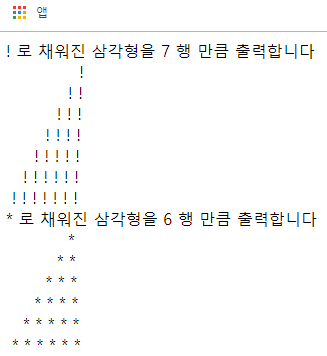 앱
! 로 채워진 삼각형을 7 행 만큼 출력합니다
!
! !
! ! !
! ! ! !
! ! ! ! !
! ! ! ! ! !
! ! ! ! ! ! !
* 로 채워진 삼각형을 6 행 만큼 출력합니다
*
* *
* * *
* * * *
* * * * *
* * * * * *